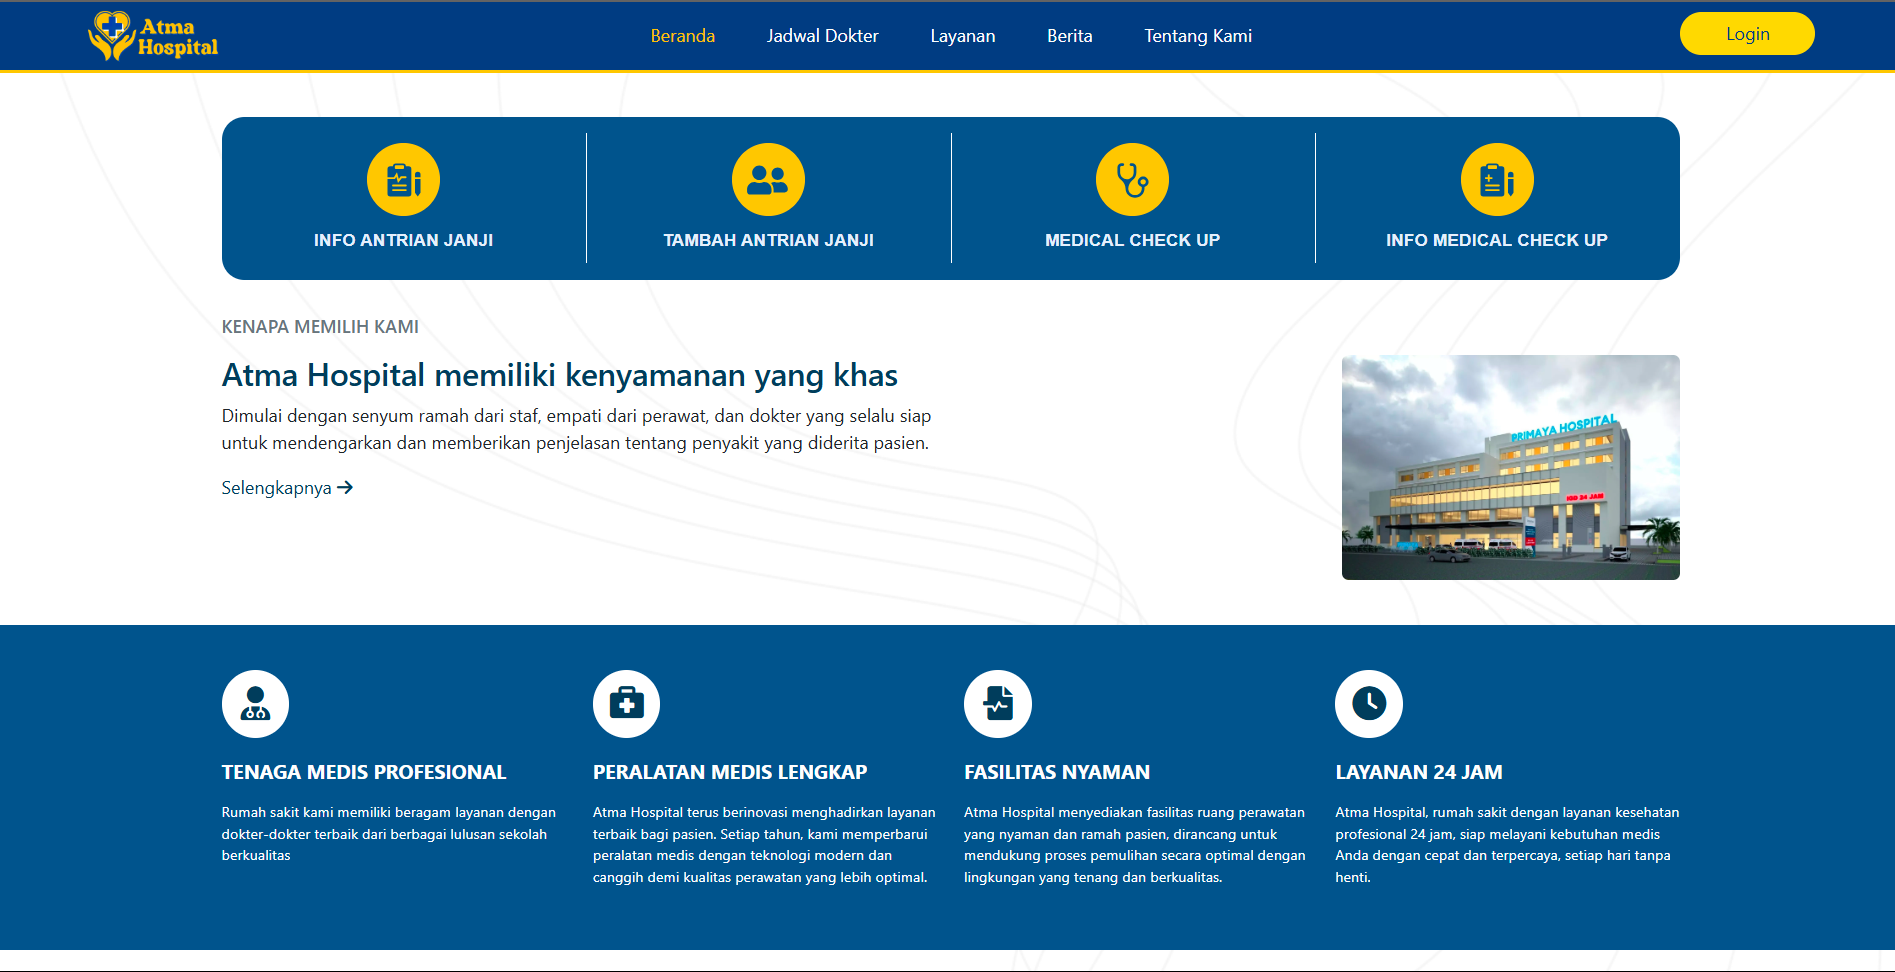 Atma
Hospital
Beranda
Jadwal Dokter
Layanan
Berita
Tentang Kami
Login
INFO ANTRIAN JANJI
TAMBAH ANTRIAN JANJI
MEDICAL CHECK UP
INFO MEDICAL CHECK UP
KENAPA MEMILIH KAMI
Atma Hospital memiliki kenyamanan yang khas
Dimulai dengan senyum ramah dari staf, empati dari perawat, dan dokter yang selalu siap
untuk mendengarkan dan memberikan penjelasan tentang penyakit yang diderita pasien.
Selengkapnya
PRIMAYA HOSPITAL
IGD 24 JAM
TENAGA MEDIS PROFESIONAL
Rumah sakit kami memiliki beragam layanan dengan
dokter-dokter terbaik dari berbagai lulusan sekolah
berkualitas
PERALATAN MEDIS LENGKAP
Atma Hospital terus berinovasi menghadirkan layanan
terbaik bagi pasien. Setiap tahun, kami memperbarui
peralatan medis dengan teknologi modern dan
canggih demi kualitas perawatan yang lebih optimal.
FASILITAS NYAMAN
Atma Hospital menyediakan fasilitas ruang perawatan
yang nyaman dan ramah pasien, dirancang untuk
mendukung proses pemulihan secara optimal dengan
lingkungan yang tenang dan berkualitas.
LAYANAN 24 JAM
Atma Hospital, rumah sakit dengan layanan kesehatan
profesional 24 jam, siap melayani kebutuhan medis
Anda dengan cepat dan terpercaya, setiap hari tanpa
henti.